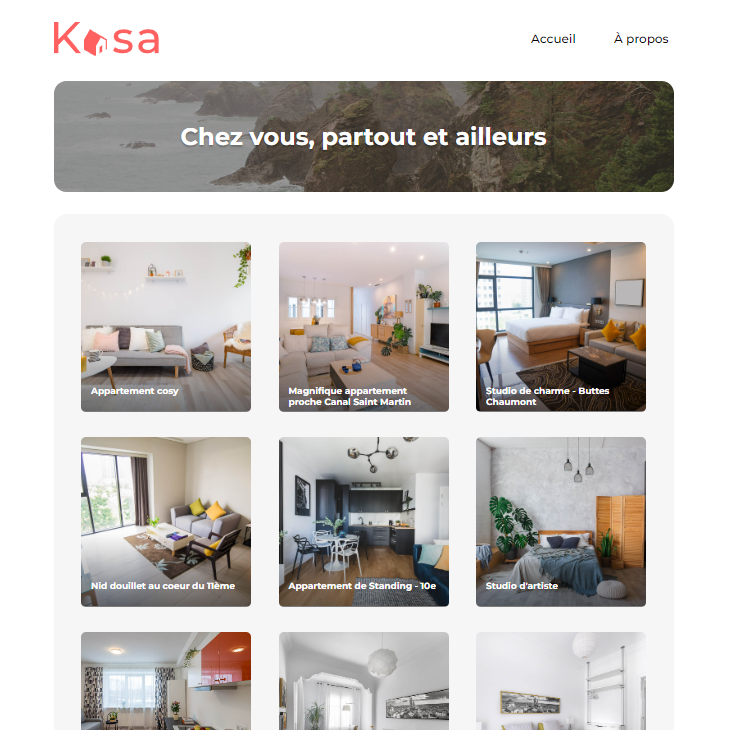 Kasa
Accueil
À propos
Chez vous, partout et ailleurs
Appartement cosy
Magnifique appartement
proche Canal Saint Martin
Studio de charme - Buttes
Chaumont
Nid douillet au coeur du 11ème
Appartement de Standing - 10e
Studio d'artiste